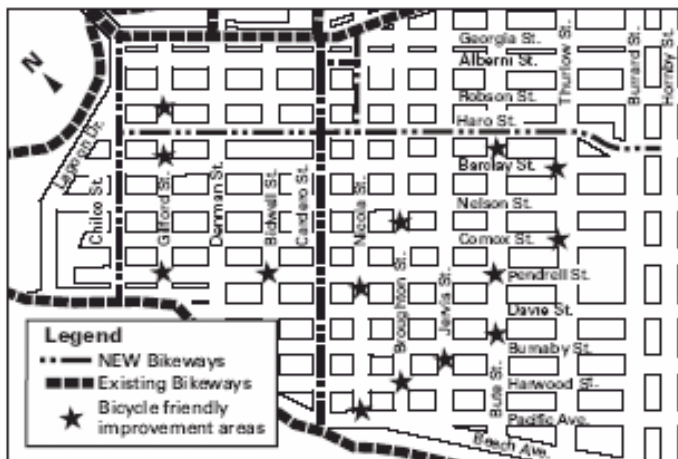 N
Georgia St.
Alberni St.
Robson St.
Haro St.
Barclay St.
Nelson St.
Comox St.
Pendrell St.
Davie St.
Burnaby St.
Harwood St.
Pacific Ave.
Beach Ave.
Lagoon Dr.
Chilco St.
Gilford St.
Denman St.
Bidwell St.
Cardero St.
Nicola St.
Broughton St.
Jervis St.
Bute St.
Thurlow St.
Burrard St.
Hornby St.
Legend
NEW Bikeways
Existing Bikeways
Bicycle friendly
improvement areas